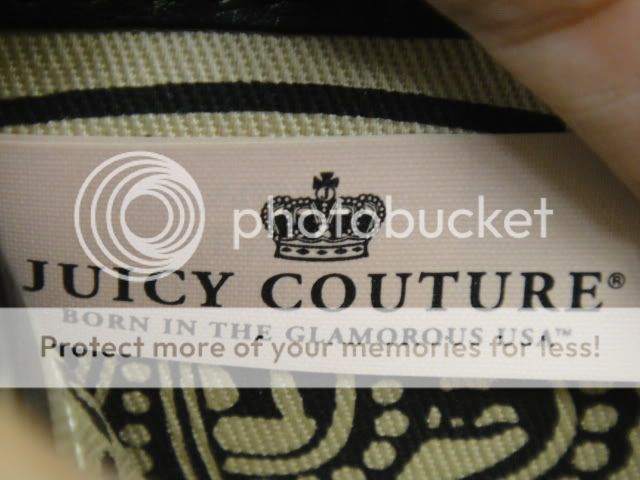 photobucket
JUICY COUTURE®
BORN IN THE GLAMOROUS USA™
Protect more of your memories for less!